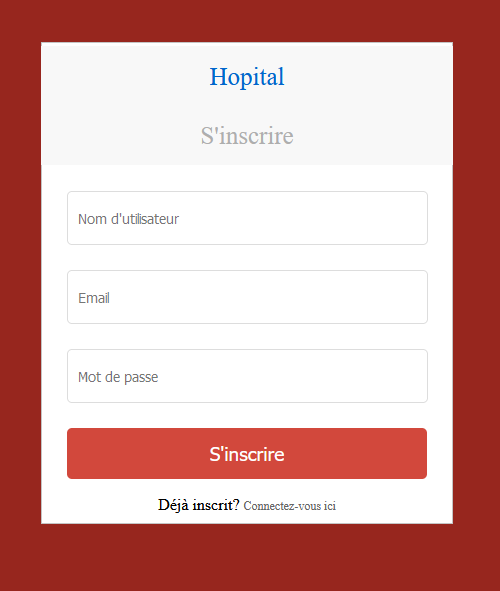 Hopital
S'inscrire
Nom d'utilisateur
Email
Mot de passe
S'inscrire
Déjà inscrit? Connectez-vous ici